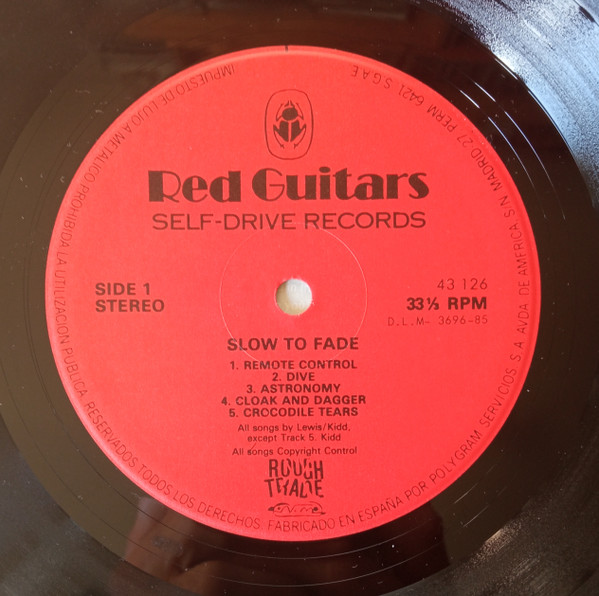 Red Guitars
SELF-DRIVE RECORDS
SIDE 1
STEREO
43 126
33⅓ RPM
D.L.M- 3696-85
SLOW TO FADE
1. REMOTE CONTROL
2. DIVE
3. ASTRONOMY
4. CLOAK AND DAGGER
5. CROCODILE TEARS
All songs by Lewis/Kidd,
except Track 5. Kidd
All songs Copyright Control
ROUGH
TRADE
IMPUESTO DE LUJO A METALICO PROHIBIDA LA UTILIZACION PUBLICA. RESERVADOS TODOS LOS DERECHOS. FABRICADO EN ESPAÑA POR POLYGRAM SERVICIOS S.A. AVDA. DE AMERICA S/N MADRID 27 PERM 6421 S.G.A.E.